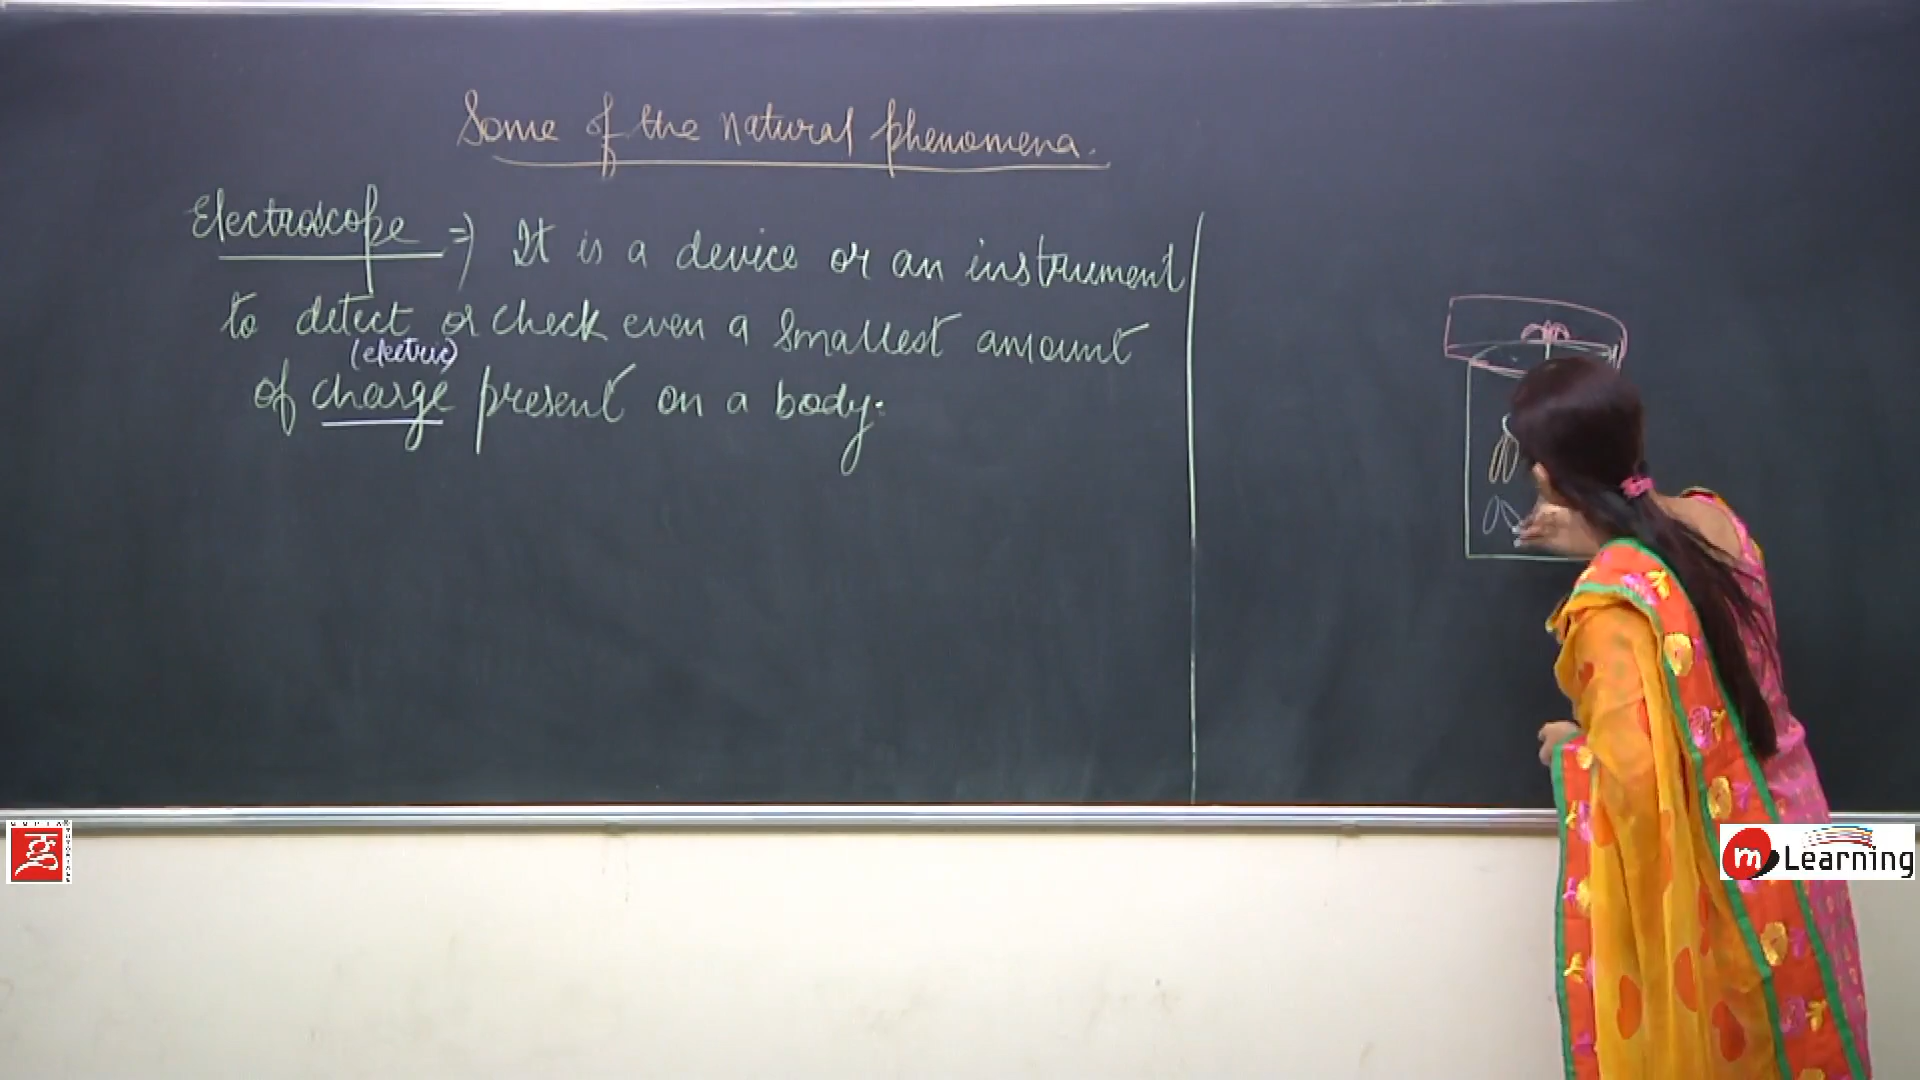 Some of the natural phenomena.
Electroscope => It is a device or an instrument
to detect or check even a smallest amount
(electric)
of charge present on a body.
m Learning